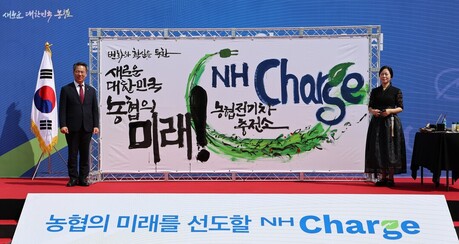 새로운 대한민국 농협
변화와 혁신을 통한
새로운
대한민국
농협의
미래!
NH Charge
농협전기차
충전소
농협의 미래를 선도할 NH Charge